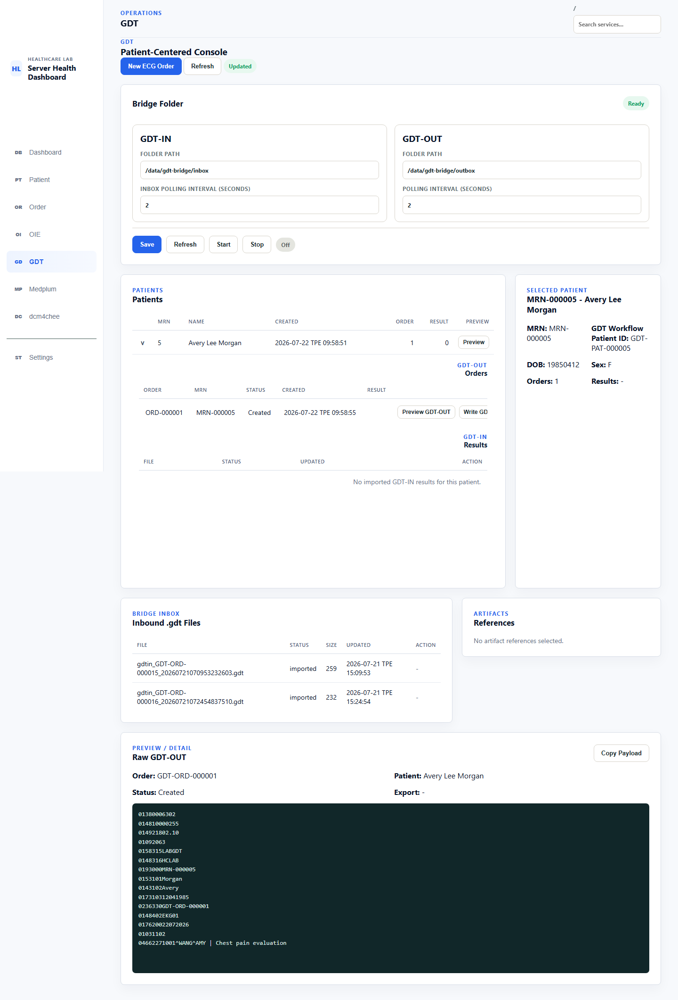 HEALTHCARE LAB
HL
Server Health
Dashboard
DB Dashboard
PT Patient
OR Order
OI OIE
GD GDT
MP Medplum
DC dcm4chee
ST Settings
OPERATIONS
GDT
/
Search services...
GDT
Patient-Centered Console
New ECG Order Refresh Updated
Bridge Folder Ready
GDT-IN
FOLDER PATH
/data/gdt-bridge/inbox
INBOX POLLING INTERVAL (SECONDS)
2
GDT-OUT
FOLDER PATH
/data/gdt-bridge/outbox
POLLING INTERVAL (SECONDS)
2
Save Refresh Start Stop Off
PATIENTS
Patients
MRN NAME CREATED ORDER RESULT PREVIEW
v 5 Avery Lee Morgan 2026-07-22 TPE 09:58:51 1 0 Preview
GDT-OUT
Orders
ORDER MRN STATUS CREATED RESULT
ORD-000001 MRN-000005 Created 2026-07-22 TPE 09:58:55 Preview GDT-OUT Write GD
GDT-IN
Results
FILE STATUS UPDATED ACTION
No imported GDT-IN results for this patient.
SELECTED PATIENT
MRN-000005 - Avery Lee
Morgan
MRN: MRN-
000005
GDT Workflow
Patient ID: GDT-
PAT-000005
DOB: 19850412 Sex: F
Orders: 1 Results: -
BRIDGE INBOX
Inbound .gdt Files
FILE STATUS SIZE UPDATED ACTION
gdtin_GDT-ORD-
000015_20260721070953232603.gdt imported 259 2026-07-21 TPE
15:09:53 -
gdtin_GDT-ORD-
000016_20260721072454837510.gdt imported 232 2026-07-21 TPE
15:24:54 -
ARTIFACTS
References
No artifact references selected.
PREVIEW / DETAIL
Raw GDT-OUT
Copy Payload
Order: GDT-ORD-000001 Patient: Avery Lee Morgan
Status: Created Export: -
01380006302
014810000255
014921802.10
01092063
0158315LABGDT
0148316HCLAB
0193000MRN-000005
0153101Morgan
0143102Avery
017310312041985
0236330GDT-ORD-000001
0148402EKG01
017620022072026
01031102
04662271001^WANG^AMY | Chest pain evaluation